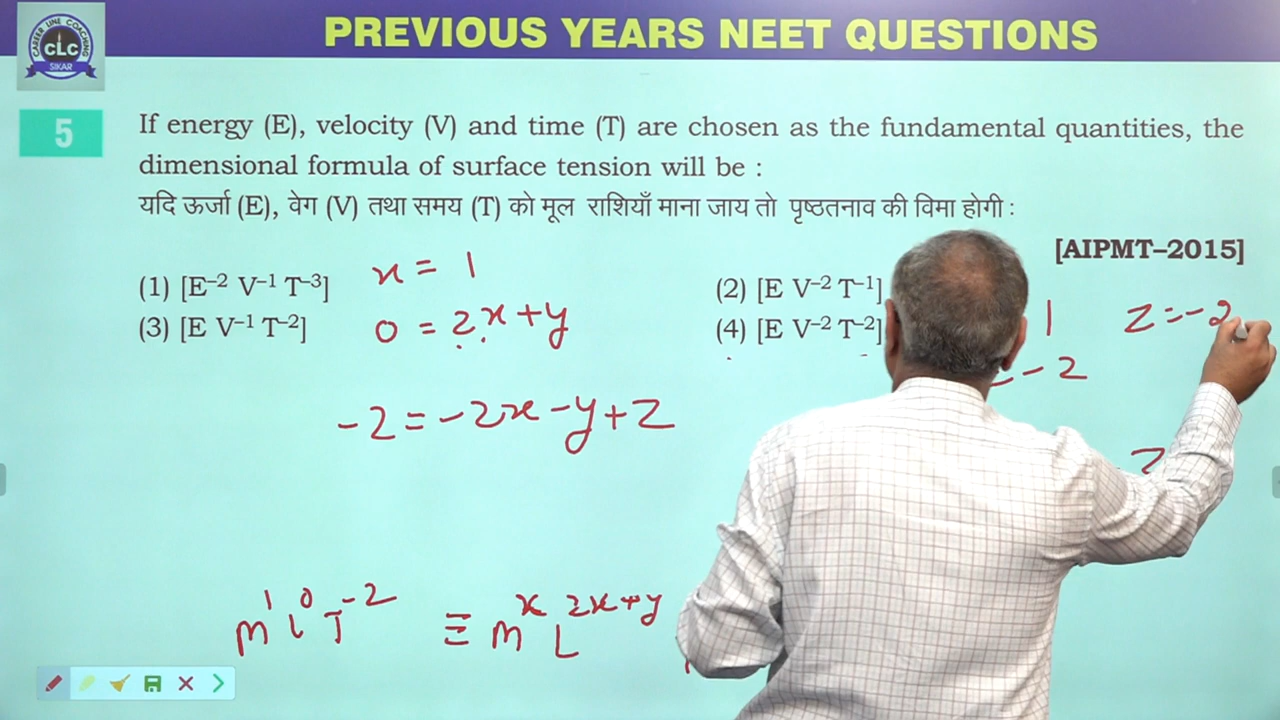 PREVIOUS YEARS NEET QUESTIONS
CAREER LINE COACHING
CLC
SIKAR
5
If energy (E), velocity (V) and time (T) are chosen as the fundamental quantities, the
dimensional formula of surface tension will be :
यदि ऊर्जा (E), वेग (V) तथा समय (T) को मूल राशियाँ माना जाय तो पृष्ठतनाव की विमा होगी :
[AIPMT–2015]
(1) [E⁻² V⁻¹ T⁻³]
(2) [E V⁻² T⁻¹]
(3) [E V⁻¹ T⁻²]
(4) [E V⁻² T⁻²]
x = 1
0 = 2x + y
-2 = -2x - y + z
1
z = -2
-2
z
M¹ L⁰ T⁻² ≡ M^x L^2x+y